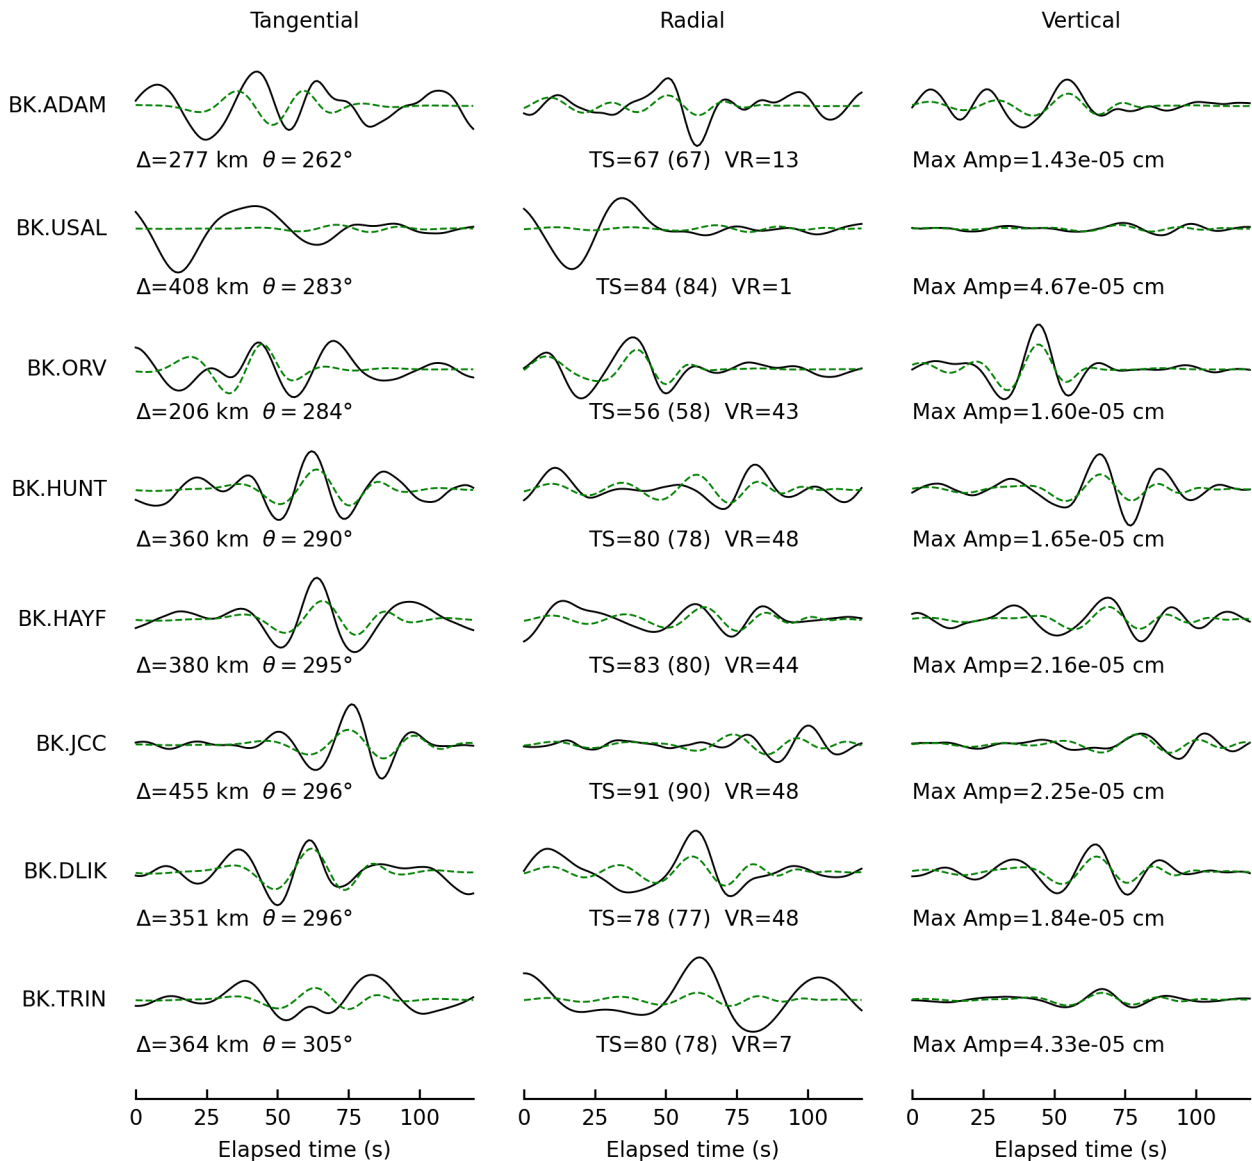 Tangential Radial Vertical
BK.ADAM
Δ=277 km θ = 262° TS=67 (67) VR=13 Max Amp=1.43e-05 cm
BK.USAL
Δ=408 km θ = 283° TS=84 (84) VR=1 Max Amp=4.67e-05 cm
BK.ORV
Δ=206 km θ = 284° TS=56 (58) VR=43 Max Amp=1.60e-05 cm
BK.HUNT
Δ=360 km θ = 290° TS=80 (78) VR=48 Max Amp=1.65e-05 cm
BK.HAYF
Δ=380 km θ = 295° TS=83 (80) VR=44 Max Amp=2.16e-05 cm
BK.JCC
Δ=455 km θ = 296° TS=91 (90) VR=48 Max Amp=2.25e-05 cm
BK.DLIK
Δ=351 km θ = 296° TS=78 (77) VR=48 Max Amp=1.84e-05 cm
BK.TRIN
Δ=364 km θ = 305° TS=80 (78) VR=7 Max Amp=4.33e-05 cm
0 25 50 75 100 0 25 50 75 100 0 25 50 75 100
Elapsed time (s) Elapsed time (s) Elapsed time (s)